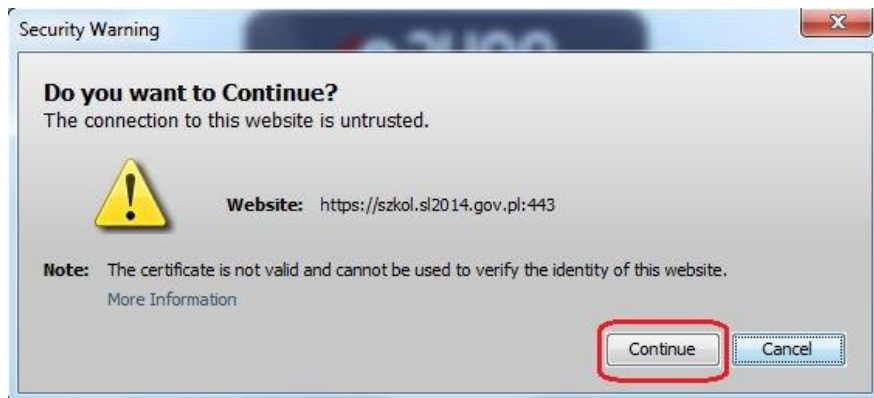 Security Warning
Do you want to Continue?
The connection to this website is untrusted.
Website: https://szkol.sl2014.gov.pl:443
Note: The certificate is not valid and cannot be used to verify the identity of this website.
More Information
Continue Cancel